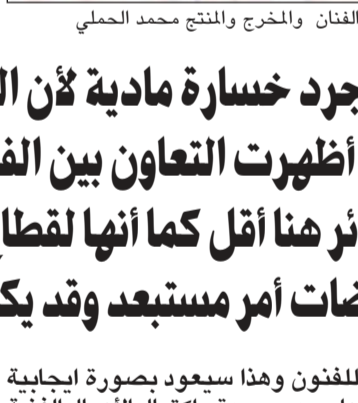 الفنان والمخرج والمنتج محمد الحملي
جرد خسارة مادية لأن ال
أظهرت التعاون بين الف
ئر هنا أقل كما أنها لقطا
ضات أمر مستبعد وقد يك
للفنون وهذا سيعود بصورة ايجابية